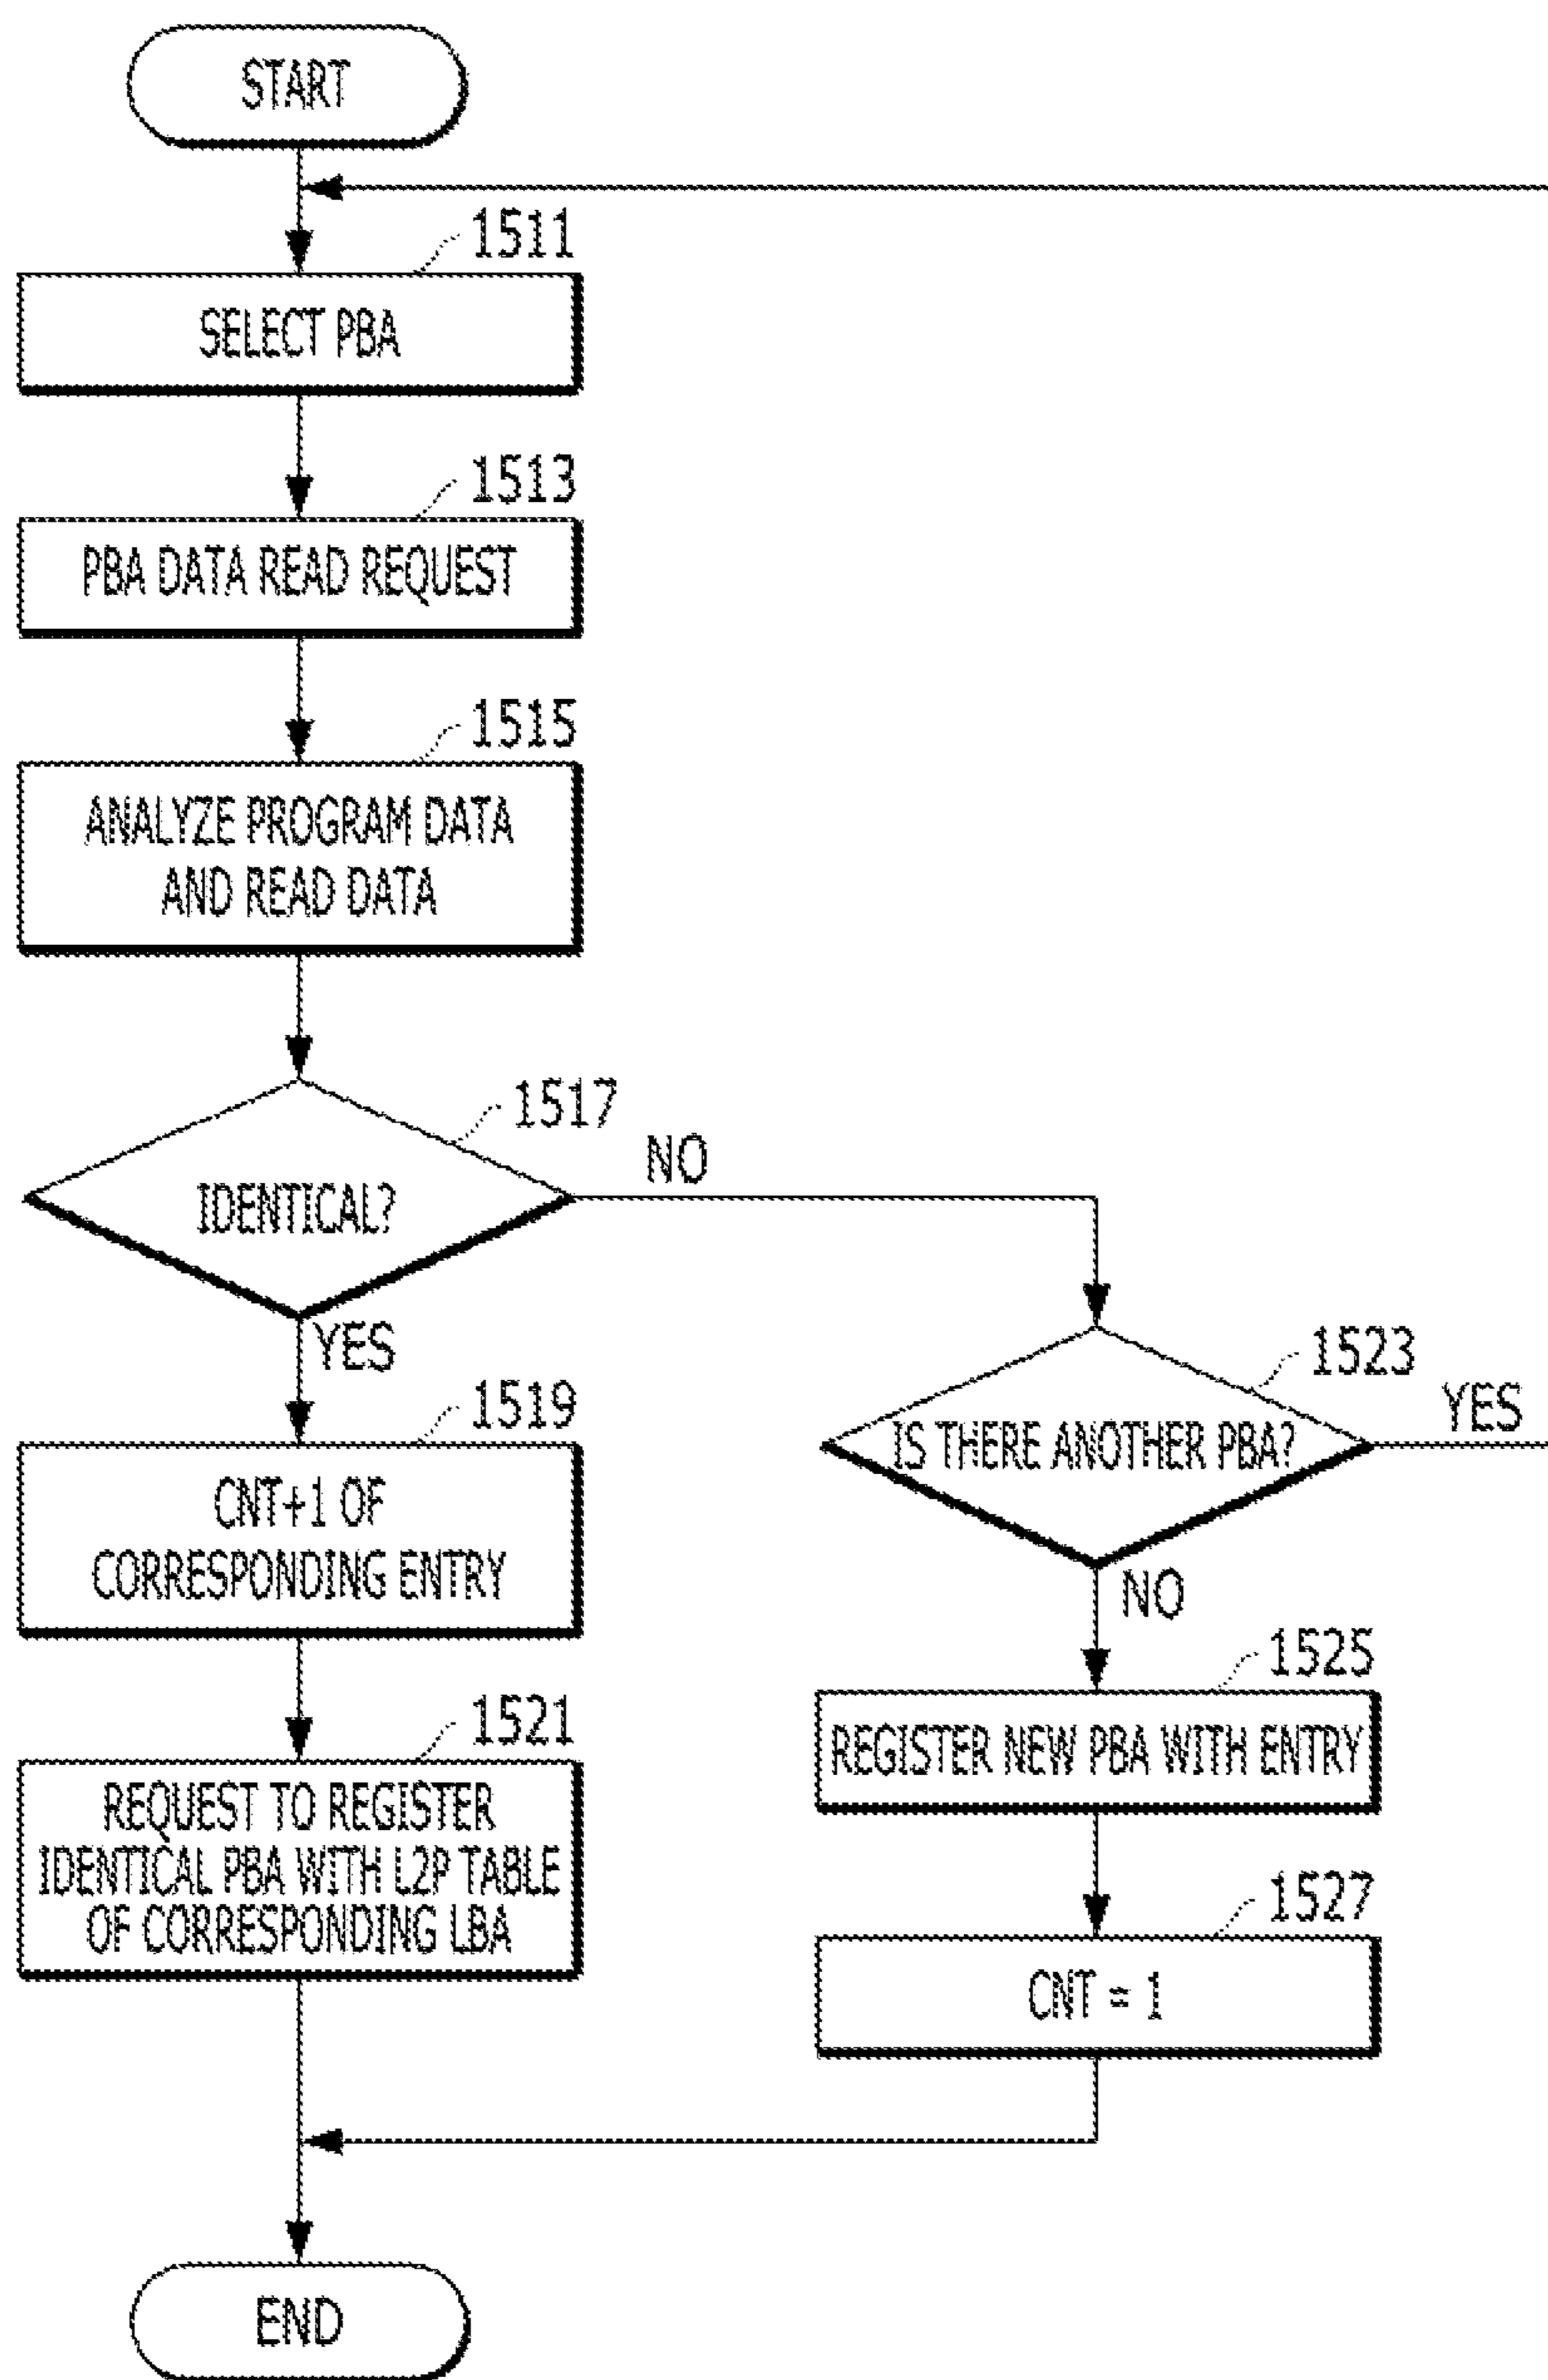 START
1511
SELECT PBA
1513
PBA DATA READ REQUEST
1515
ANALYZE PROGRAM DATA
AND READ DATA
1517
IDENTICAL?
NO
YES
1519
CNT+1 OF
CORRESPONDING ENTRY
1521
REQUEST TO REGISTER
IDENTICAL PBA WITH L2P TABLE
OF CORRESPONDING LBA
1523
IS THERE ANOTHER PBA?
YES
NO
1525
REGISTER NEW PBA WITH ENTRY
1527
CNT = 1
END